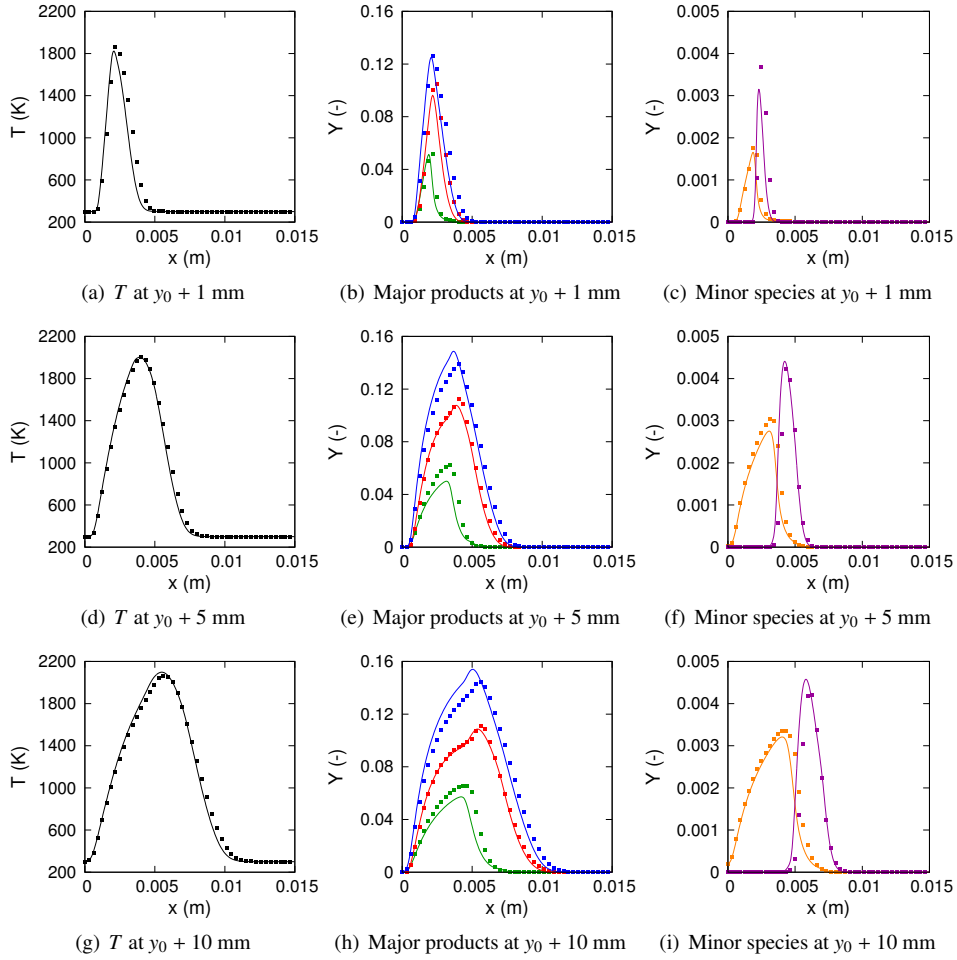 2200
1800
1400
1000
600
200
T (K)
0 0.005 0.01 0.015
x (m)
(a) T at y0 + 1 mm
0.16
0.12
0.08
0.04
0
Y (-)
0 0.005 0.01 0.015
x (m)
(b) Major products at y0 + 1 mm
0.005
0.004
0.003
0.002
0.001
0
Y (-)
0 0.005 0.01 0.015
x (m)
(c) Minor species at y0 + 1 mm
2200
1800
1400
1000
600
200
T (K)
0 0.005 0.01 0.015
x (m)
(d) T at y0 + 5 mm
0.16
0.12
0.08
0.04
0
Y (-)
0 0.005 0.01 0.015
x (m)
(e) Major products at y0 + 5 mm
0.005
0.004
0.003
0.002
0.001
0
Y (-)
0 0.005 0.01 0.015
x (m)
(f) Minor species at y0 + 5 mm
2200
1800
1400
1000
600
200
T (K)
0 0.005 0.01 0.015
x (m)
(g) T at y0 + 10 mm
0.16
0.12
0.08
0.04
0
Y (-)
0 0.005 0.01 0.015
x (m)
(h) Major products at y0 + 10 mm
0.005
0.004
0.003
0.002
0.001
0
Y (-)
0 0.005 0.01 0.015
x (m)
(i) Minor species at y0 + 10 mm